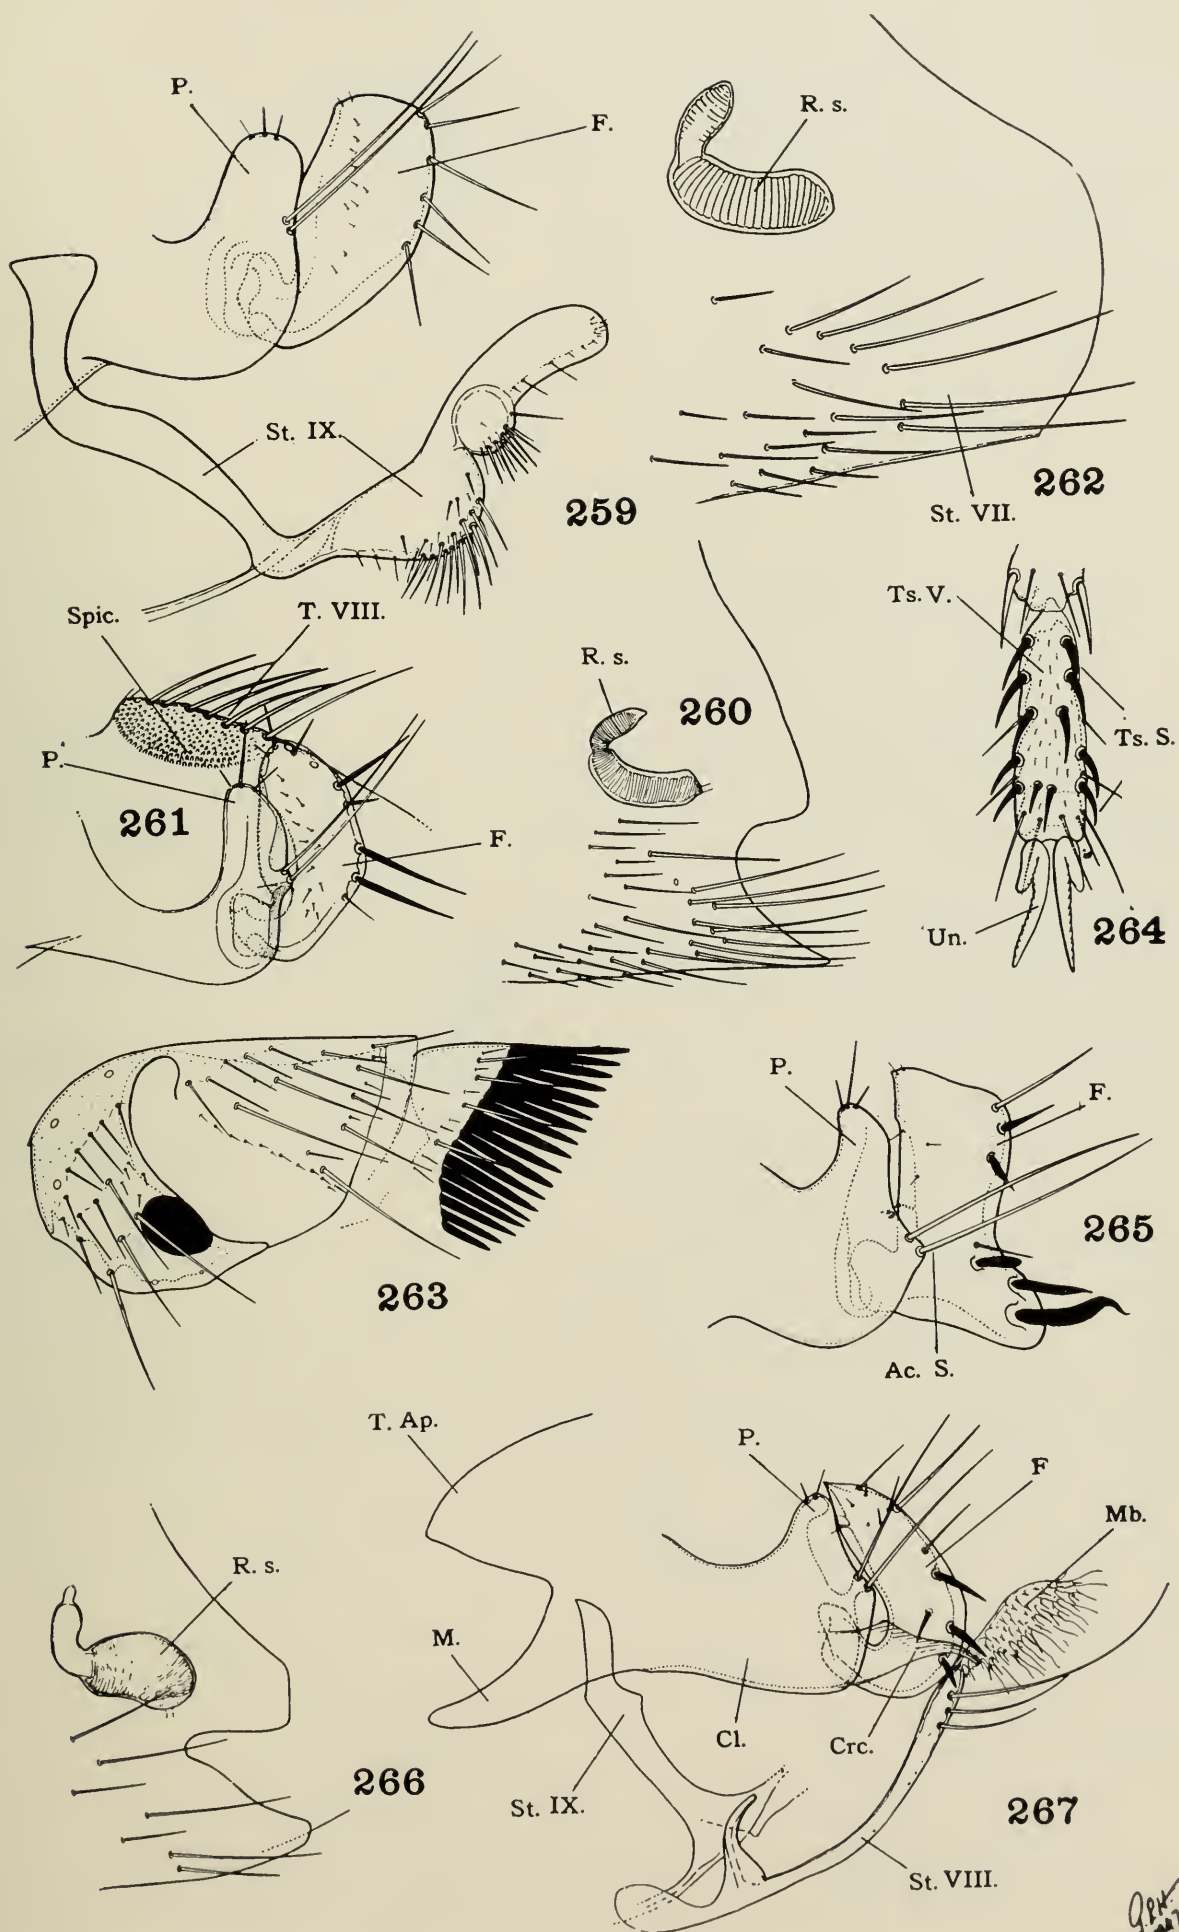 P.
F.
R. s.
St. IX.
259
262
St. VII.
Spic.
T. VIII.
Ts. V.
R. s.
260
Ts. S.
P.
261
F.
Un.
264
P.
F.
265
263
Ac. S.
T. Ap.
P.
F
Mb.
R. s.
M.
Cl.
Crc.
266
St. IX.
267
St. VIII.